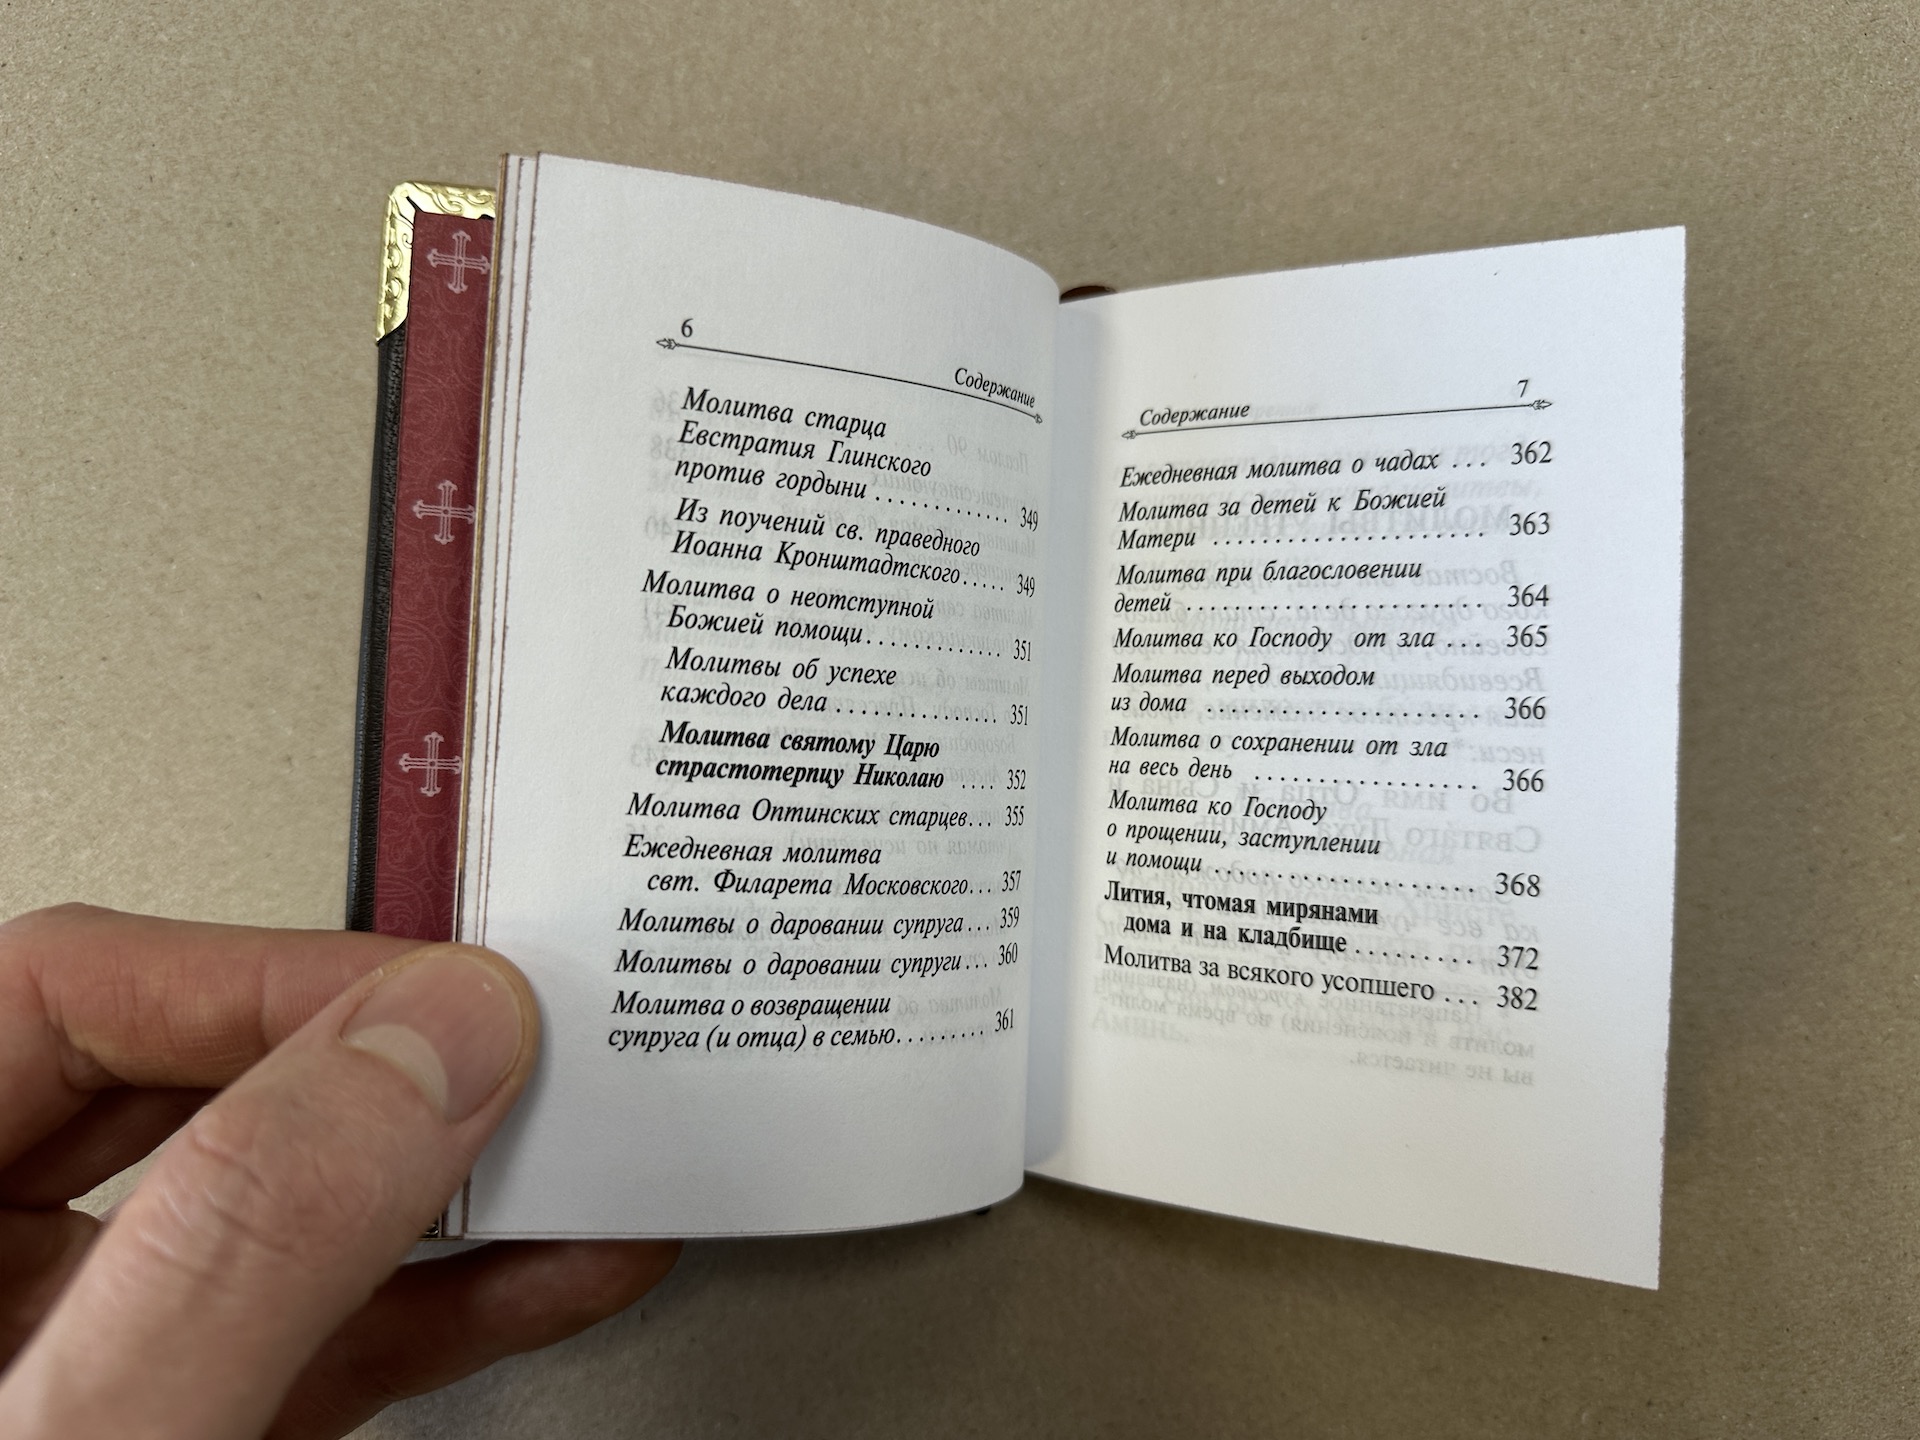 6
Содержание
Молитва старца
Евстратия Глинского
против гордыни ............. 349
Из поучений св. праведного
Иоанна Кронштадтского..... 349
Молитва о неотступной
Божией помощи............. 351
Молитвы об успехе
каждого дела ............... 351
Молитва святому Царю
страстотерпцу Николаю .... 352
Молитва Оптинских старцев... 355
Ежедневная молитва
свт. Филарета Московского... 357
Молитвы о даровании супруга... 359
Молитвы о даровании супруги... 360
Молитва о возвращении
супруга (и отца) в семью......... 361
7
Содержание
Ежедневная молитва о чадах ... 362
Молитва за детей к Божией
Матери ...................... 363
Молитва при благословении
детей ........................ 364
Молитва ко Господу от зла ... 365
Молитва перед выходом
из дома ...................... 366
Молитва о сохранении от зла
на весь день .................. 366
Молитва ко Господу
о прощении, заступлении
и помощи .................... 368
Лития, чтомая мирянами
дома и на кладбище ......... 372
Молитва за всякого усопшего ... 382